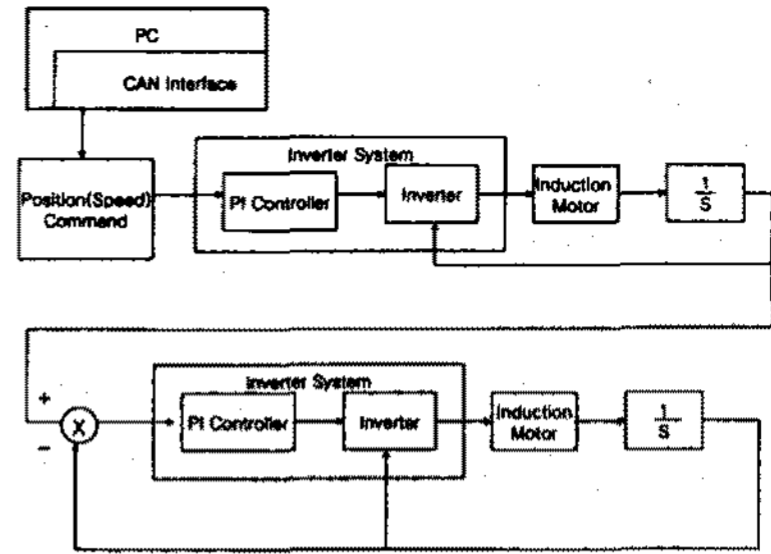 PC
CAN Interface
Inverter System
Position(Speed)
Command
PI Controller
Inverter
Induction
Motor
1
S
+
−
X
Inverter System
PI Controller
Inverter
Induction
Motor
1
S